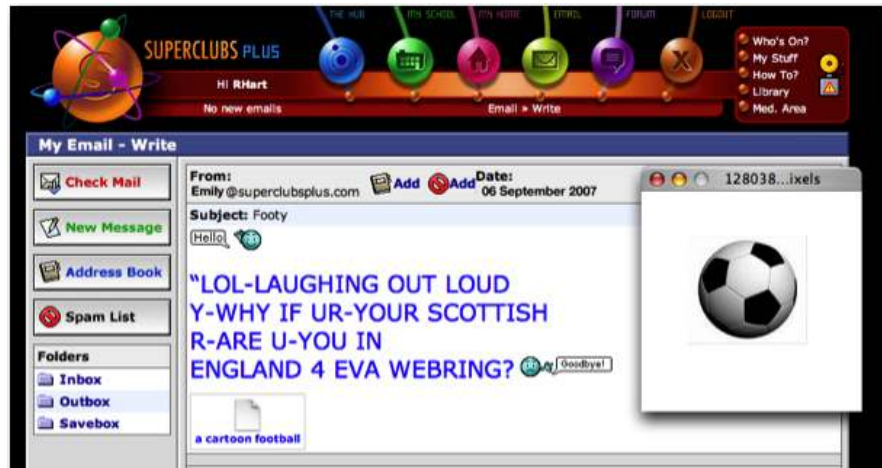 THE HUB
MY SCHOOL
MY HOME
EMAIL
FORUM
LOGOUT
SUPERCLUBS PLUS
Hi RHart
No new emails
Email » Write
Who's On?
My Stuff
How To?
Library
Med. Area
My Email - Write
Check Mail
New Message
Address Book
Spam List
Folders
Inbox
Outbox
Savebox
From:
Emily@superclubsplus.com
Add
Add
Date:
06 September 2007
Subject: Footy
Hello!
"LOL-LAUGHING OUT LOUD
Y-WHY IF UR-YOUR SCOTTISH
R-ARE U-YOU IN
ENGLAND 4 EVA WEBRING? Goodbye!
a cartoon football
128038...ixels